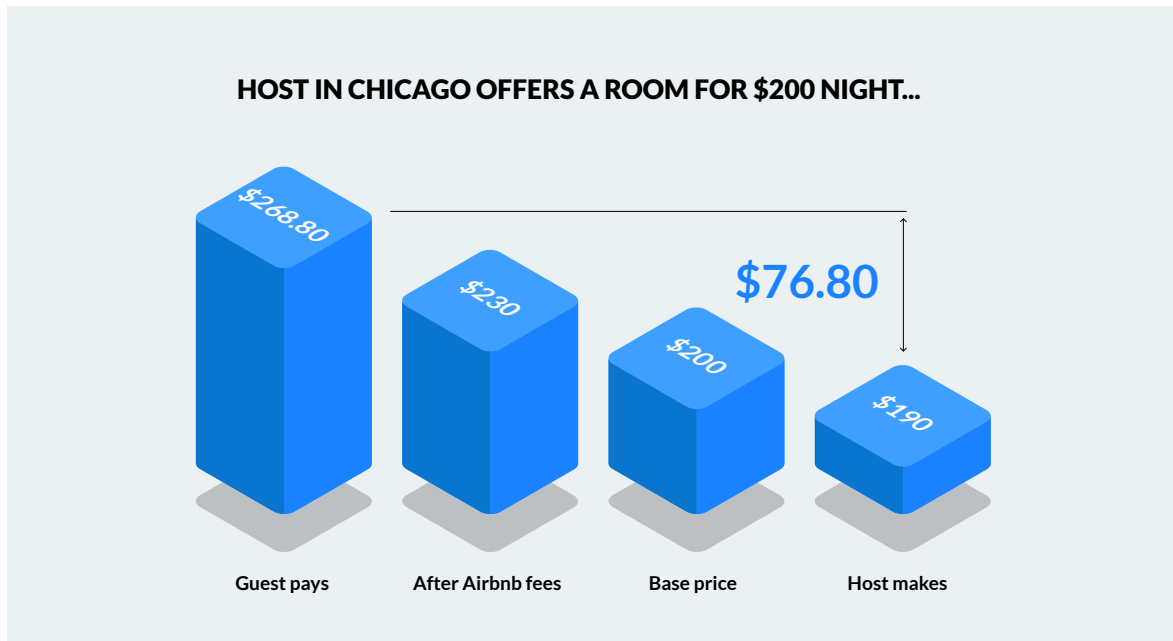 HOST IN CHICAGO OFFERS A ROOM FOR $200 NIGHT...
$268.80
$230
$200
$190
$76.80
Guest pays
After Airbnb fees
Base price
Host makes